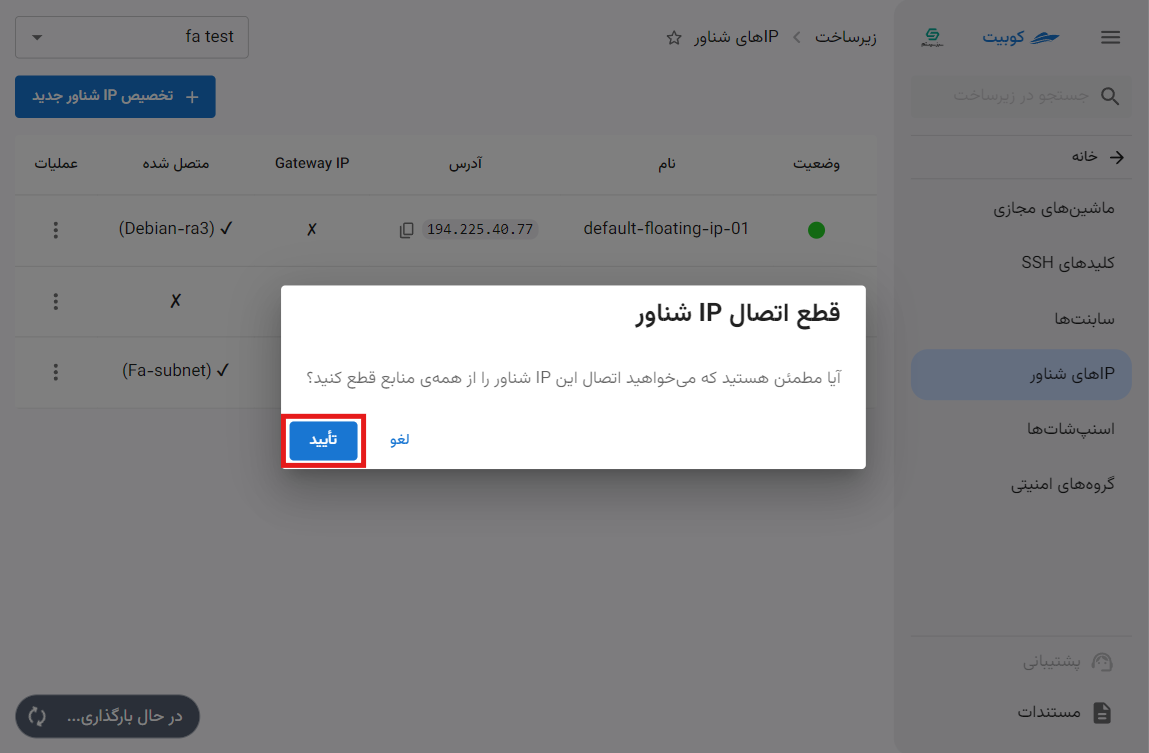 کوبیت
جستجو در زیرساخت
خانه
ماشین‌های مجازی
کلیدهای SSH
سابنت‌ها
IPهای شناور
اسنپ‌شات‌ها
گروه‌های امنیتی
پشتیبانی
مستندات
زیرساخت
IPهای شناور
fa test
تخصیص IP شناور جدید
وضعیت نام آدرس Gateway IP متصل شده عملیات
default-floating-ip-01 194.225.40.77 ✗ ✓ (Debian-ra3)
✗
✓ (Fa-subnet)
قطع اتصال IP شناور
آیا مطمئن هستید که می‌خواهید اتصال این IP شناور را از همه‌ی منابع قطع کنید؟
لغو
تأیید
در حال بارگذاری...